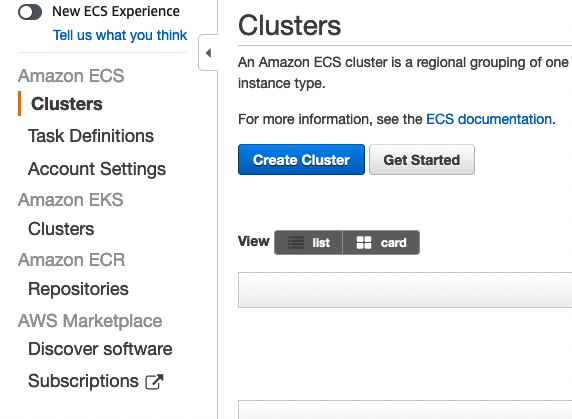 New ECS Experience
Tell us what you think
Amazon ECS
Clusters
Task Definitions
Account Settings
Amazon EKS
Clusters
Amazon ECR
Repositories
AWS Marketplace
Discover software
Subscriptions
Clusters
An Amazon ECS cluster is a regional grouping of one
instance type.
For more information, see the ECS documentation.
Create Cluster Get Started
View list card